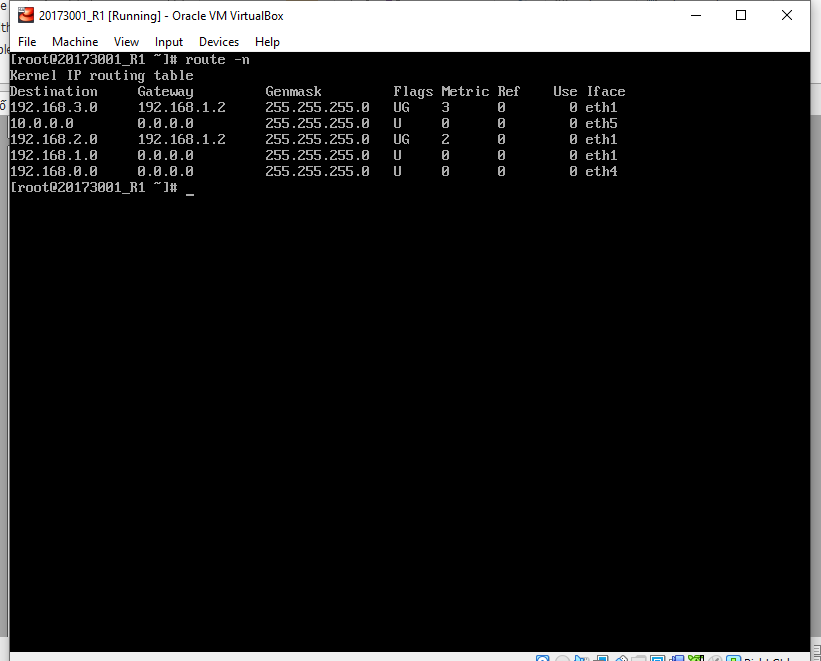 20173001_R1 [Running] - Oracle VM VirtualBox
File Machine View Input Devices Help
[root@20173001_R1 ~]# route -n
Kernel IP routing table
Destination Gateway Genmask Flags Metric Ref Use Iface
192.168.3.0 192.168.1.2 255.255.255.0 UG 3 0 0 eth1
10.0.0.0 0.0.0.0 255.255.255.0 U 0 0 0 eth5
192.168.2.0 192.168.1.2 255.255.255.0 UG 2 0 0 eth1
192.168.1.0 0.0.0.0 255.255.255.0 U 0 0 0 eth1
192.168.0.0 0.0.0.0 255.255.255.0 U 0 0 0 eth4
[root@20173001_R1 ~]# _